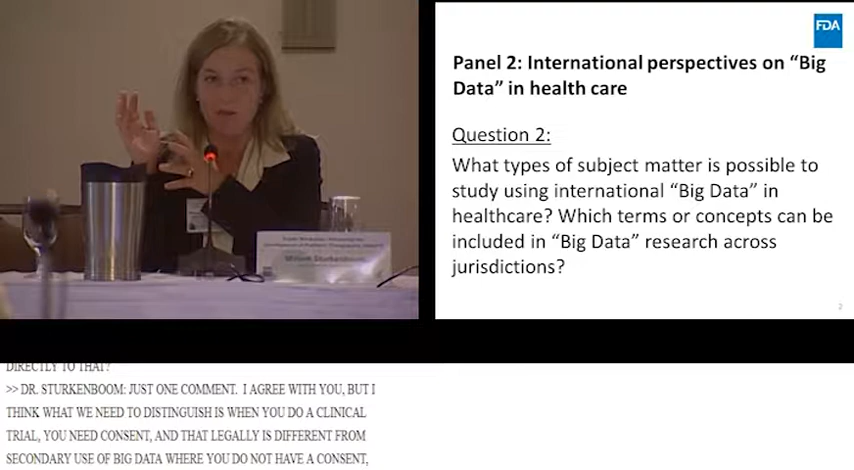 FDA
Panel 2: International perspectives on “Big
Data” in health care
Question 2:
What types of subject matter is possible to
study using international “Big Data” in
healthcare? Which terms or concepts can be
included in “Big Data” research across
jurisdictions?
2
DIRECTLY TO THAT?
>> DR. STURKENBOOM: JUST ONE COMMENT. I AGREE WITH YOU, BUT I
THINK WHAT WE NEED TO DISTINGUISH IS WHEN YOU DO A CLINICAL
TRIAL, YOU NEED CONSENT, AND THAT LEGALLY IS DIFFERENT FROM
SECONDARY USE OF BIG DATA WHERE YOU DO NOT HAVE A CONSENT,